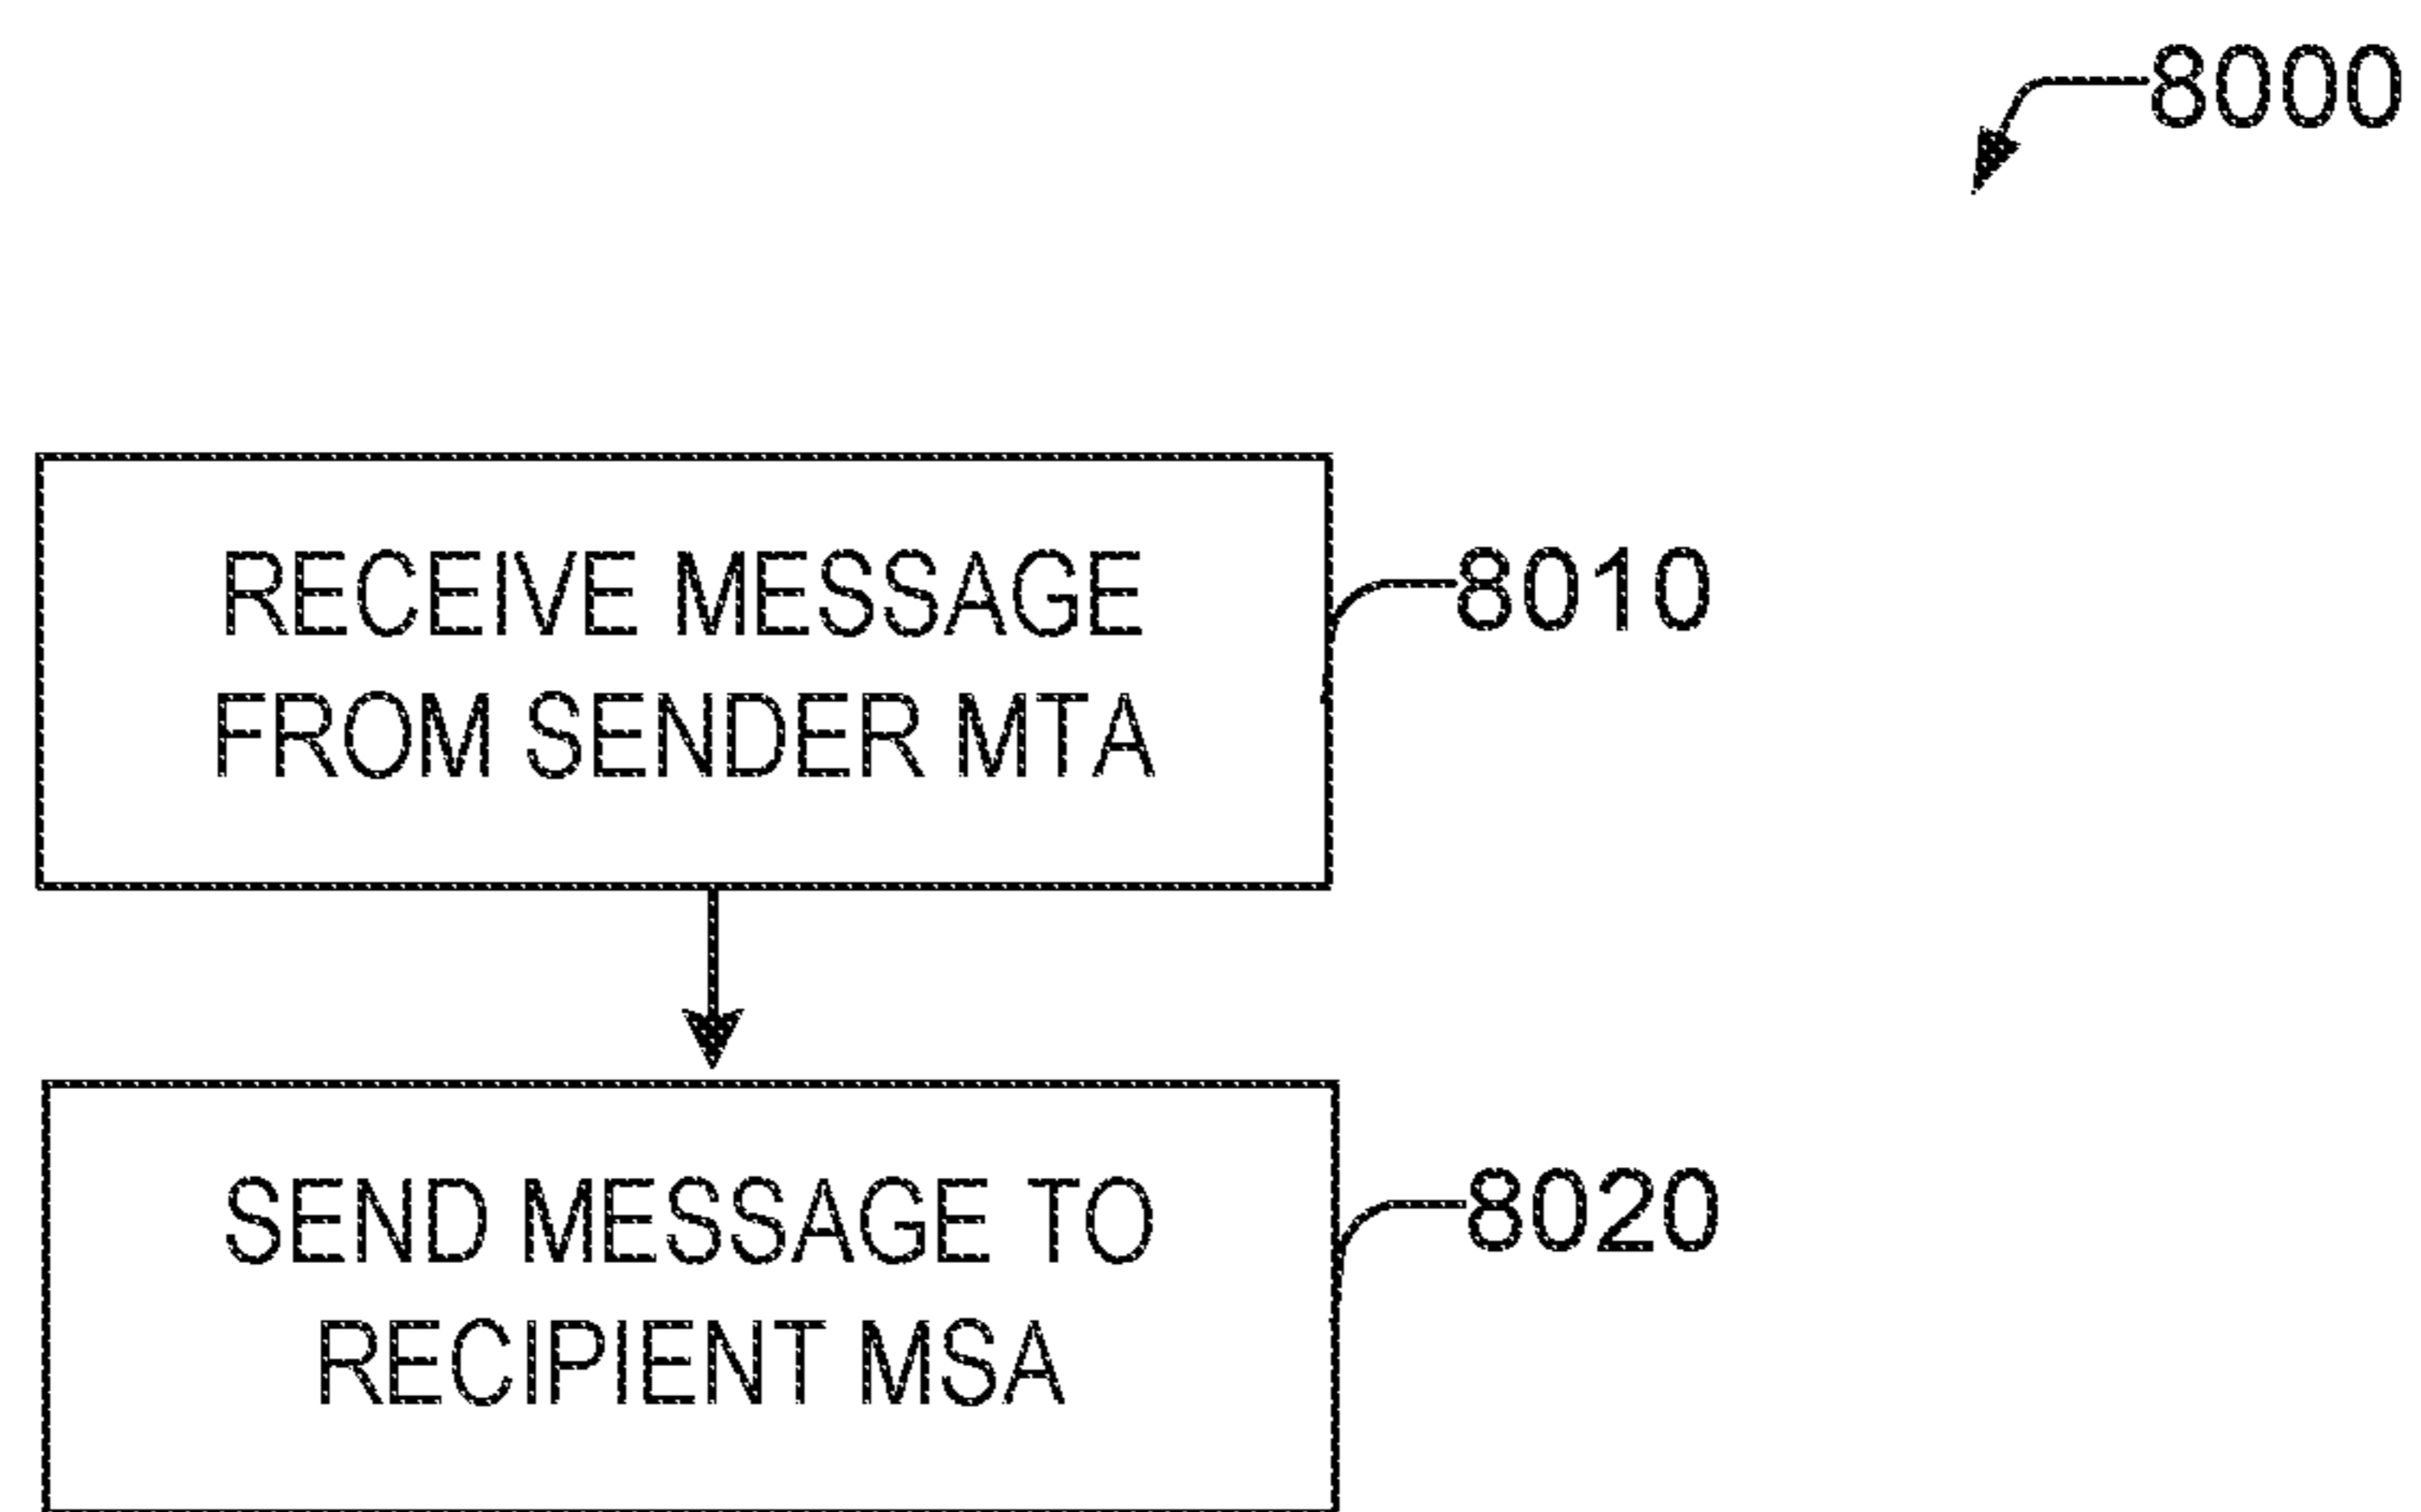 8000
RECEIVE MESSAGE
FROM SENDER MTA
8010
SEND MESSAGE TO
RECIPIENT MSA
8020